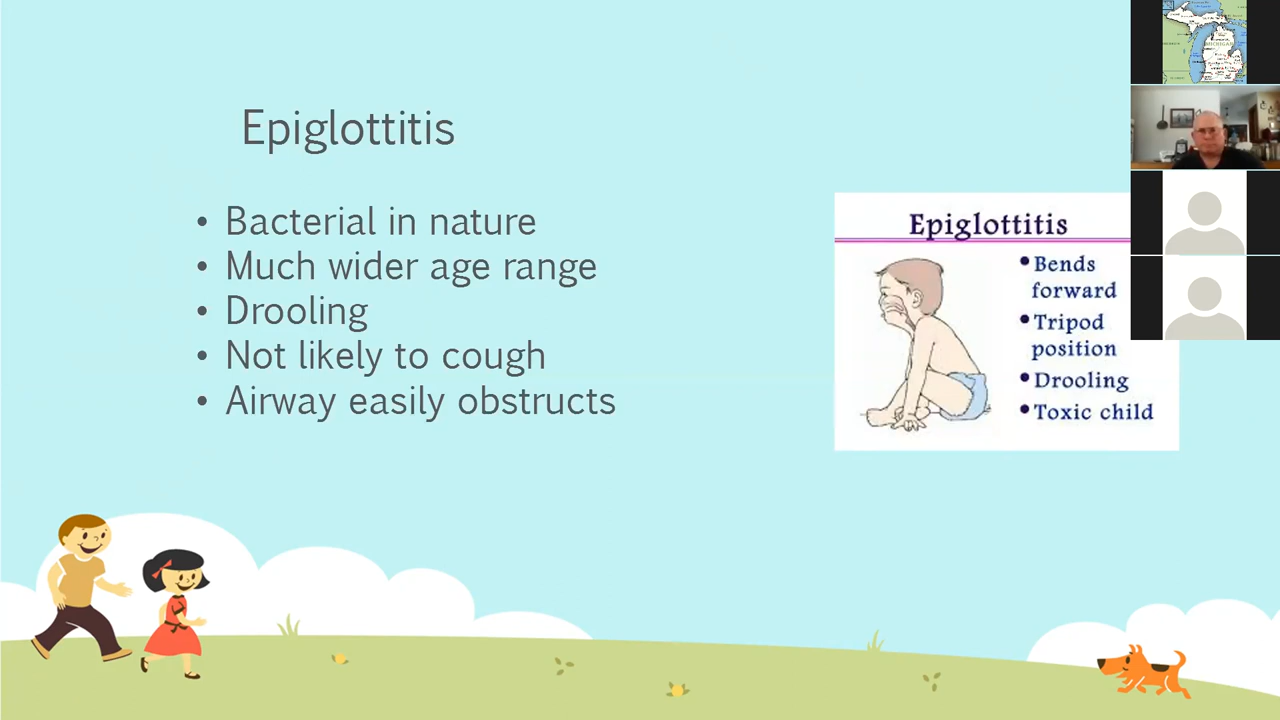 Epiglottitis
• Bacterial in nature
• Much wider age range
• Drooling
• Not likely to cough
• Airway easily obstructs
Epiglottitis
• Bends
forward
• Tripod
position
• Drooling
• Toxic child